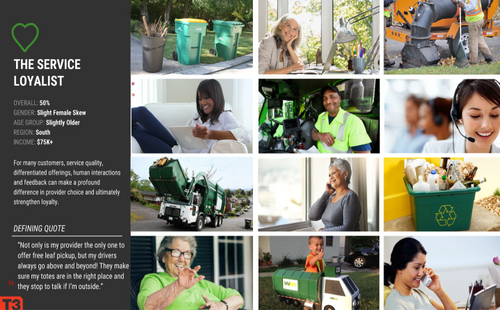 THE SERVICE
LOYALIST
OVERALL: 50%
GENDER: Slight Female Skew
AGE GROUP: Slightly Older
REGION: South
INCOME: $75K+
For many customers, service quality,
differentiated offerings, human interactions
and feedback can make a profound
difference in provider choice and ultimately
strengthen loyalty.
DEFINING QUOTE
"Not only is my provider the only one to
offer free leaf pickup, but my drivers
always go above and beyond! They make
sure my totes are in the right place and
they stop to talk if I'm outside."
T3